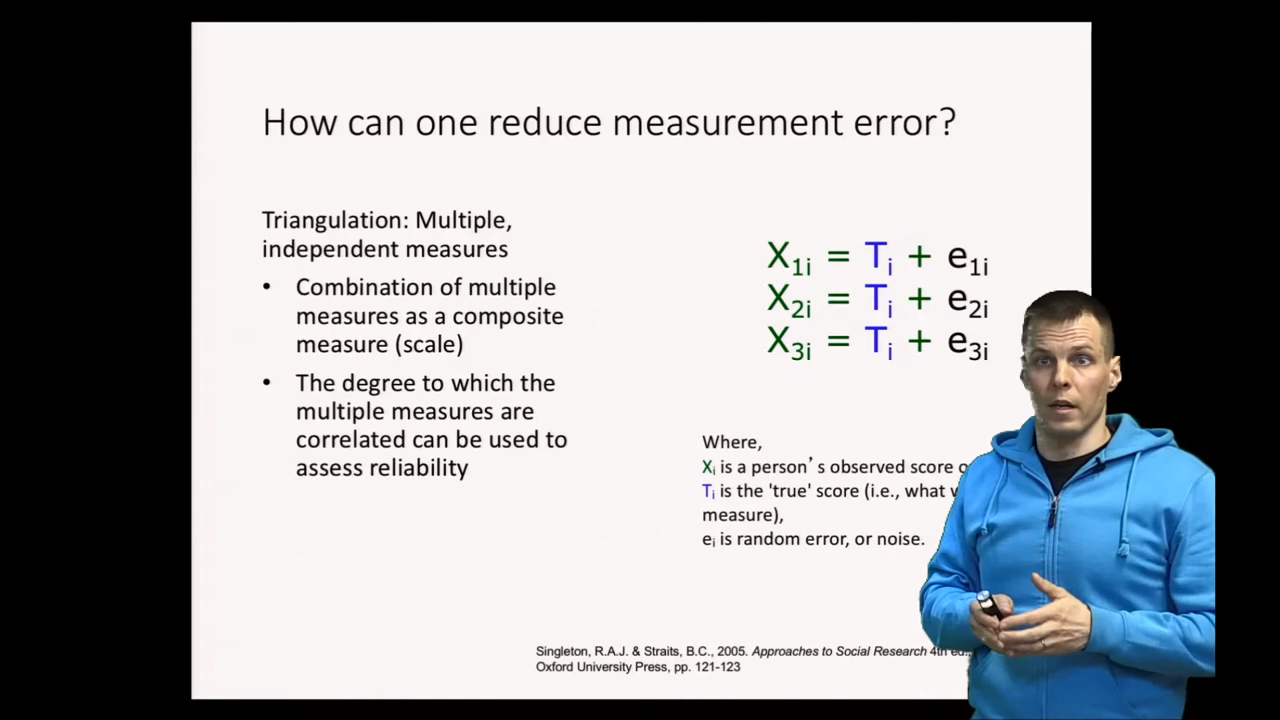 How can one reduce measurement error?
Triangulation: Multiple,
independent measures
• Combination of multiple
measures as a composite
measure (scale)
• The degree to which the
multiple measures are
correlated can be used to
assess reliability
X1i = Ti + e1i
X2i = Ti + e2i
X3i = Ti + e3i
Where,
Xi is a person's observed score
Ti is the 'true' score (i.e., what
measure),
ei is random error, or noise.
Singleton, R.A.J. & Straits, B.C., 2005. Approaches to Social Research 4th ed.,
Oxford University Press, pp. 121-123